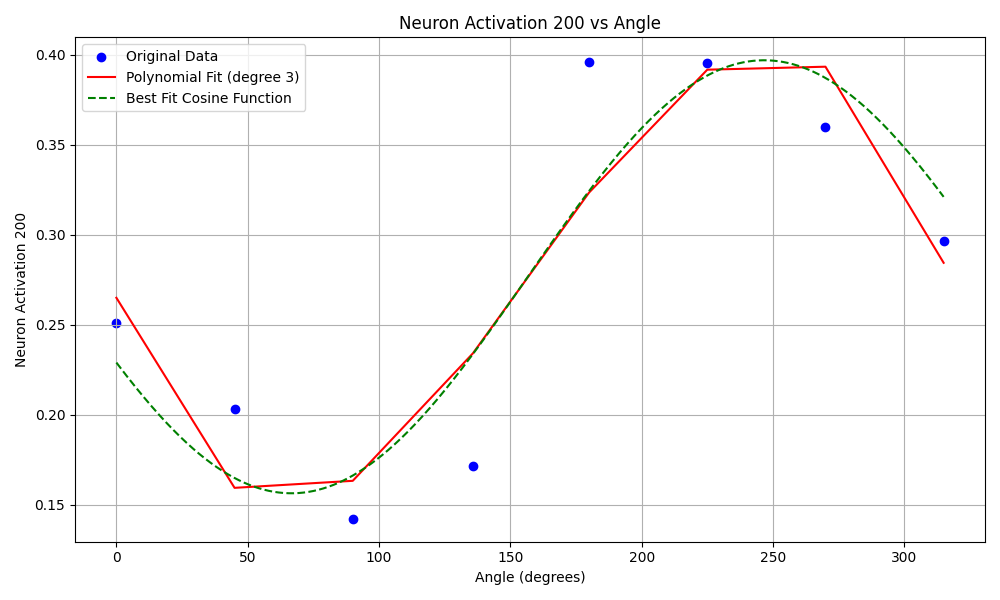 Neuron Activation 200 vs Angle
Original Data
Polynomial Fit (degree 3)
Best Fit Cosine Function
Neuron Activation 200
0.40
0.35
0.30
0.25
0.20
0.15
0
50
100
150
200
250
300
Angle (degrees)